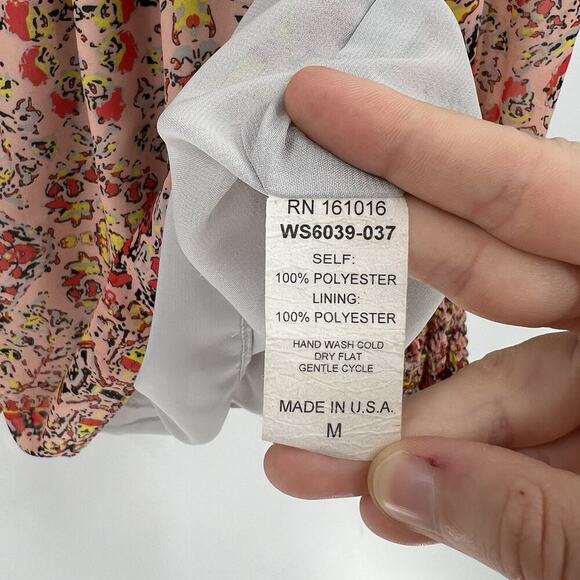 RN 161016
WS6039-037
SELF:
100% POLYESTER
LINING:
100% POLYESTER
HAND WASH COLD
DRY FLAT
GENTLE CYCLE
MADE IN U.S.A.
M